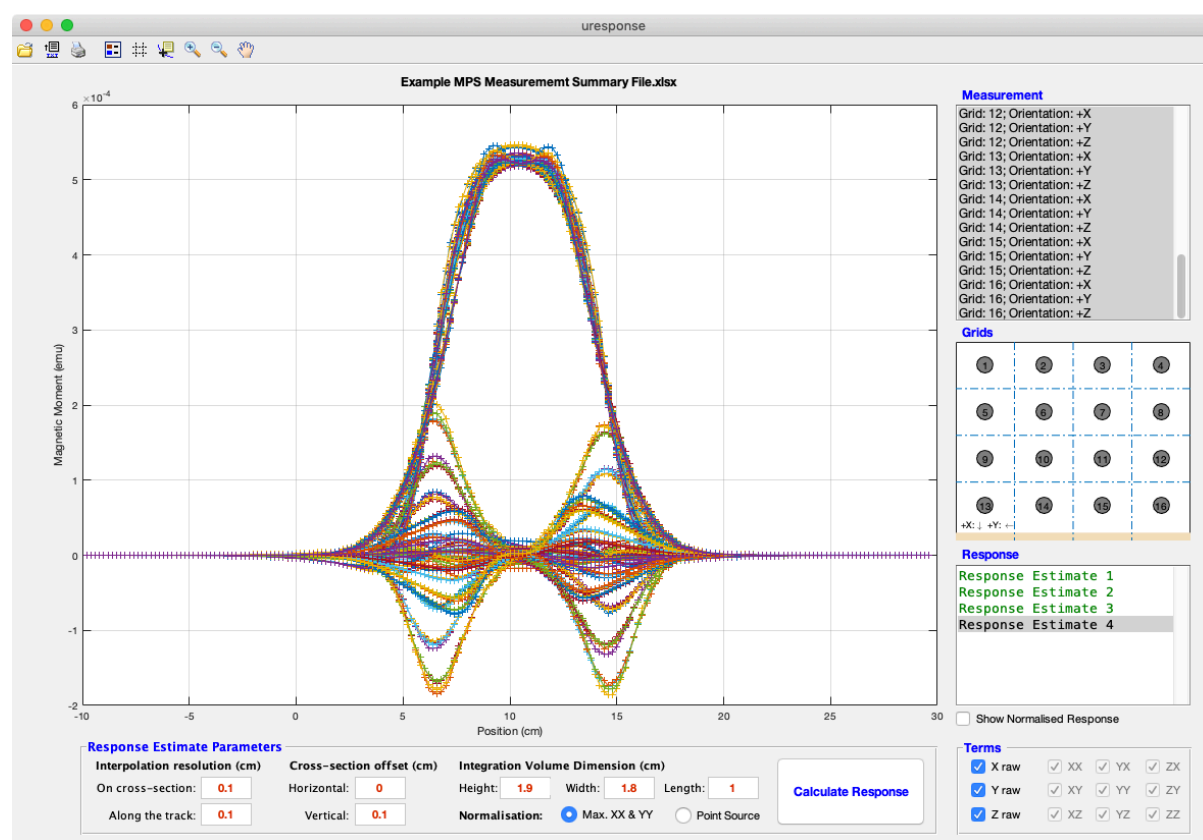 uresponse
TXT
Example MPS Measurememt Summary File.xlsx
×10⁻⁴
6
5
4
3
2
1
0
-1
-2
Magnetic Moment (emu)
-10 -5 0 5 10 15 20 25 30
Position (cm)
Measurement
Grid: 12; Orientation: +X
Grid: 12; Orientation: +Y
Grid: 12; Orientation: +Z
Grid: 13; Orientation: +X
Grid: 13; Orientation: +Y
Grid: 13; Orientation: +Z
Grid: 14; Orientation: +X
Grid: 14; Orientation: +Y
Grid: 14; Orientation: +Z
Grid: 15; Orientation: +X
Grid: 15; Orientation: +Y
Grid: 15; Orientation: +Z
Grid: 16; Orientation: +X
Grid: 16; Orientation: +Y
Grid: 16; Orientation: +Z
Grids
1 2 3 4
5 6 7 8
9 10 11 12
13 14 15 16
+X: ↓ +Y: ←
Response
Response Estimate 1
Response Estimate 2
Response Estimate 3
Response Estimate 4
Show Normalised Response
Response Estimate Parameters
Interpolation resolution (cm) Cross-section offset (cm) Integration Volume Dimension (cm)
On cross-section: 0.1 Horizontal: 0 Height: 1.9 Width: 1.8 Length: 1
Along the track: 0.1 Vertical: 0.1 Normalisation: Max. XX & YY Point Source
Calculate Response
Terms
X raw XX YX ZX
Y raw XY YY ZY
Z raw XZ YZ ZZ